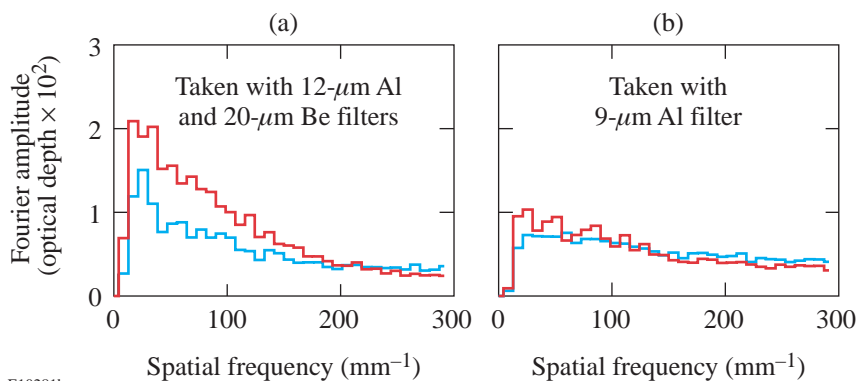 (a)
(b)
Fourier amplitude
(optical depth × 10²)
3
2
1
0
Taken with 12-μm Al
and 20-μm Be filters
Taken with
9-μm Al filter
0
100
200
300
0
100
200
300
Spatial frequency (mm⁻¹)
Spatial frequency (mm⁻¹)